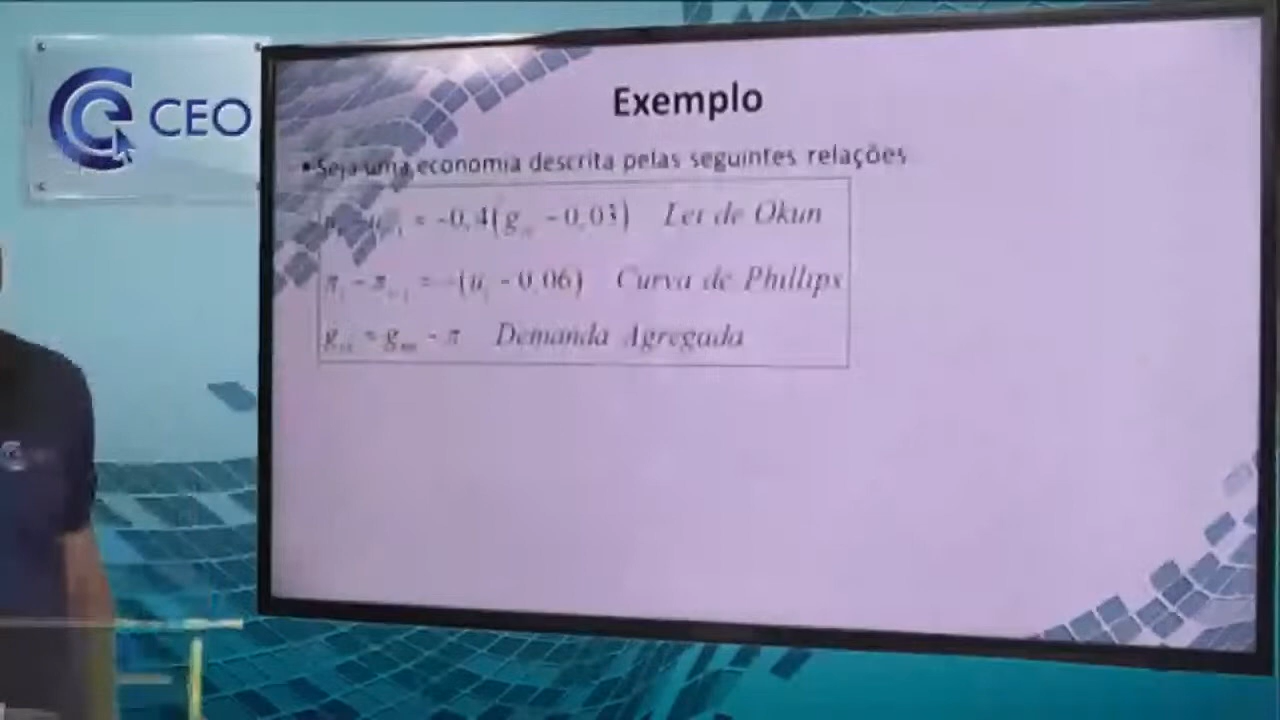 CEO
Exemplo
• Seja uma economia descrita pelas seguintes relações
= -0,4(g - 0,03) Lei de Okun
π - π = -(u - 0,06) Curva de Phillips
g = g - π Demanda Agregada